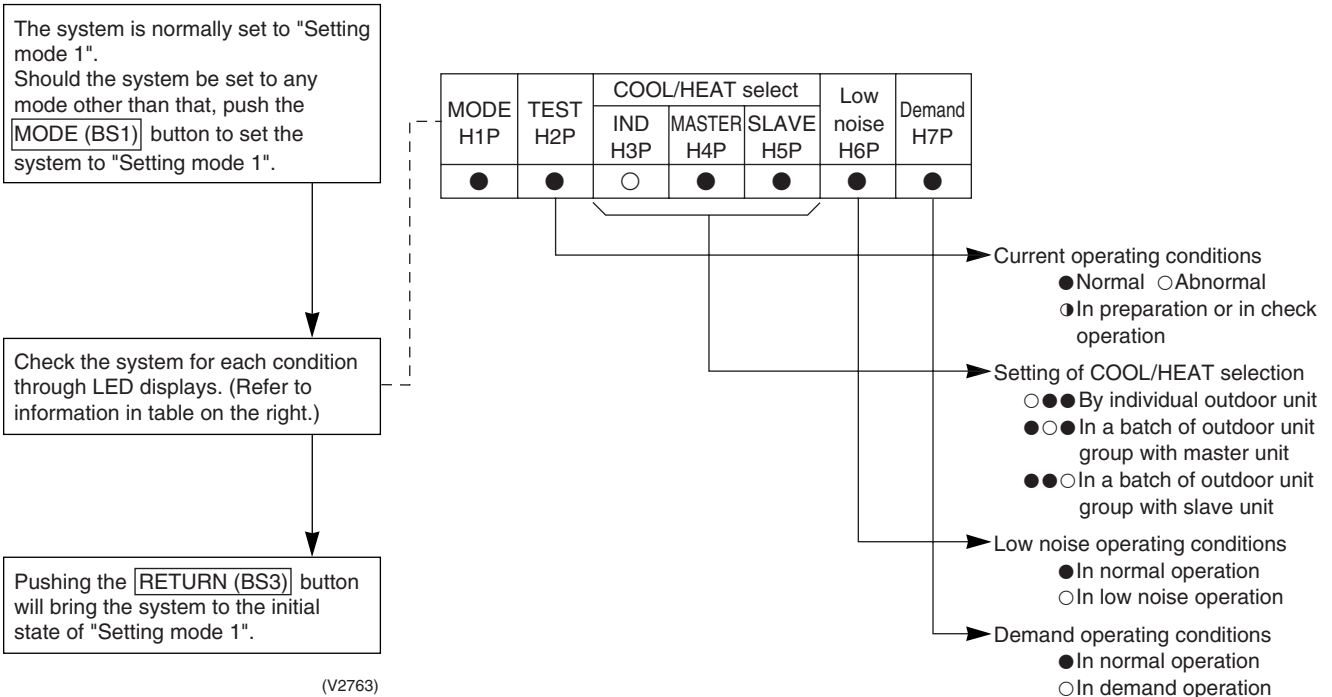 The system is normally set to "Setting
mode 1".
Should the system be set to any
mode other than that, push the
MODE (BS1) button to set the
system to "Setting mode 1".
Check the system for each condition
through LED displays. (Refer to
information in table on the right.)
Pushing the RETURN (BS3) button
will bring the system to the initial
state of "Setting mode 1".
(V2763)
MODE
H1P
TEST
H2P
COOL/HEAT select
IND
H3P
MASTER
H4P
SLAVE
H5P
Low
noise
H6P
Demand
H7P
● ● ○ ● ● ● ●
Current operating conditions
●Normal ○Abnormal
◑In preparation or in check
operation
Setting of COOL/HEAT selection
○●●By individual outdoor unit
●○●In a batch of outdoor unit
group with master unit
●●○In a batch of outdoor unit
group with slave unit
Low noise operating conditions
●In normal operation
○In low noise operation
Demand operating conditions
●In normal operation
○In demand operation